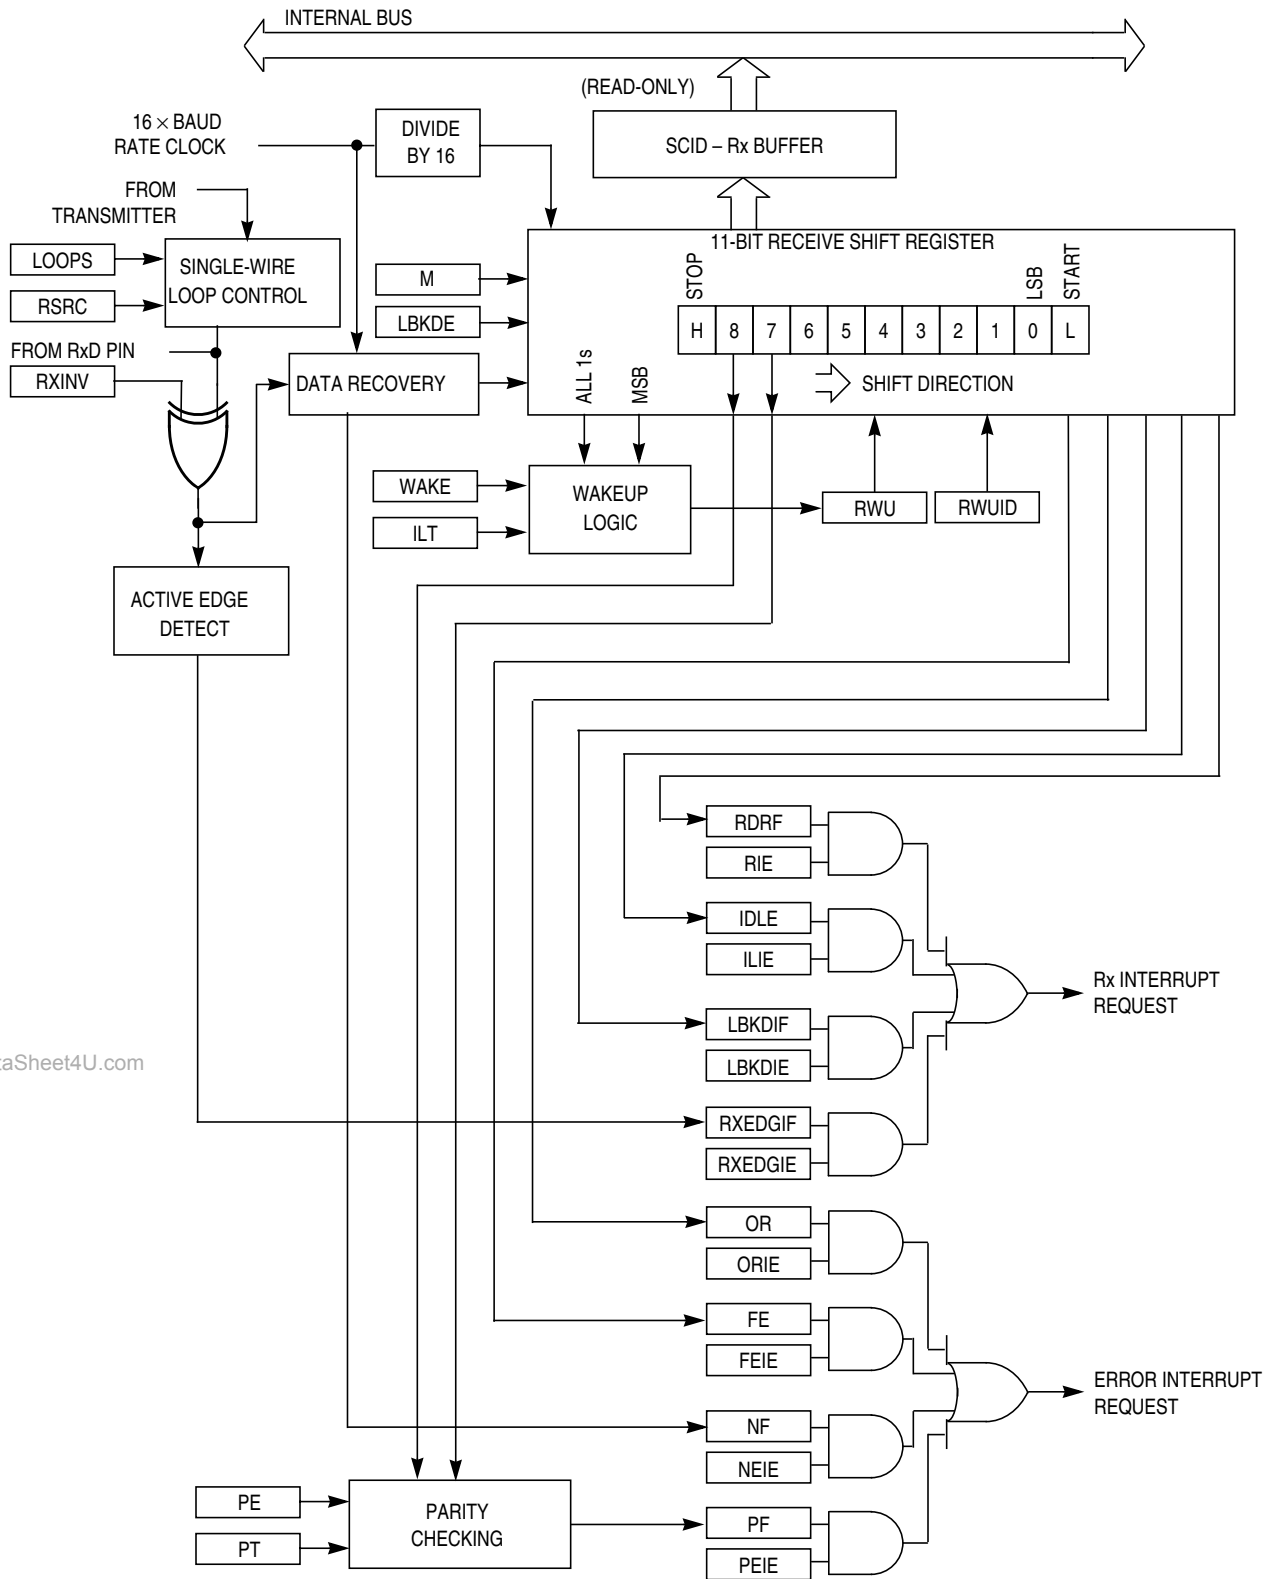 INTERNAL BUS
(READ-ONLY)
16 × BAUD
RATE CLOCK
DIVIDE
BY 16
SCID – Rx BUFFER
FROM
TRANSMITTER
11-BIT RECEIVE SHIFT REGISTER
LOOPS
RSRC
SINGLE-WIRE
LOOP CONTROL
M
LBKDE
STOP
LSB
START
H 8 7 6 5 4 3 2 1 0 L
FROM RxD PIN
RXINV
DATA RECOVERY
ALL 1s
MSB
SHIFT DIRECTION
WAKE
ILT
WAKEUP
LOGIC
RWU
RWUID
ACTIVE EDGE
DETECT
RDRF
RIE
IDLE
ILIE
Rx INTERRUPT
REQUEST
LBKDIF
LBKDIE
taSheet4U.com
RXEDGIF
RXEDGIE
OR
ORIE
FE
FEIE
ERROR INTERRUPT
REQUEST
NF
NEIE
PE
PT
PARITY
CHECKING
PF
PEIE